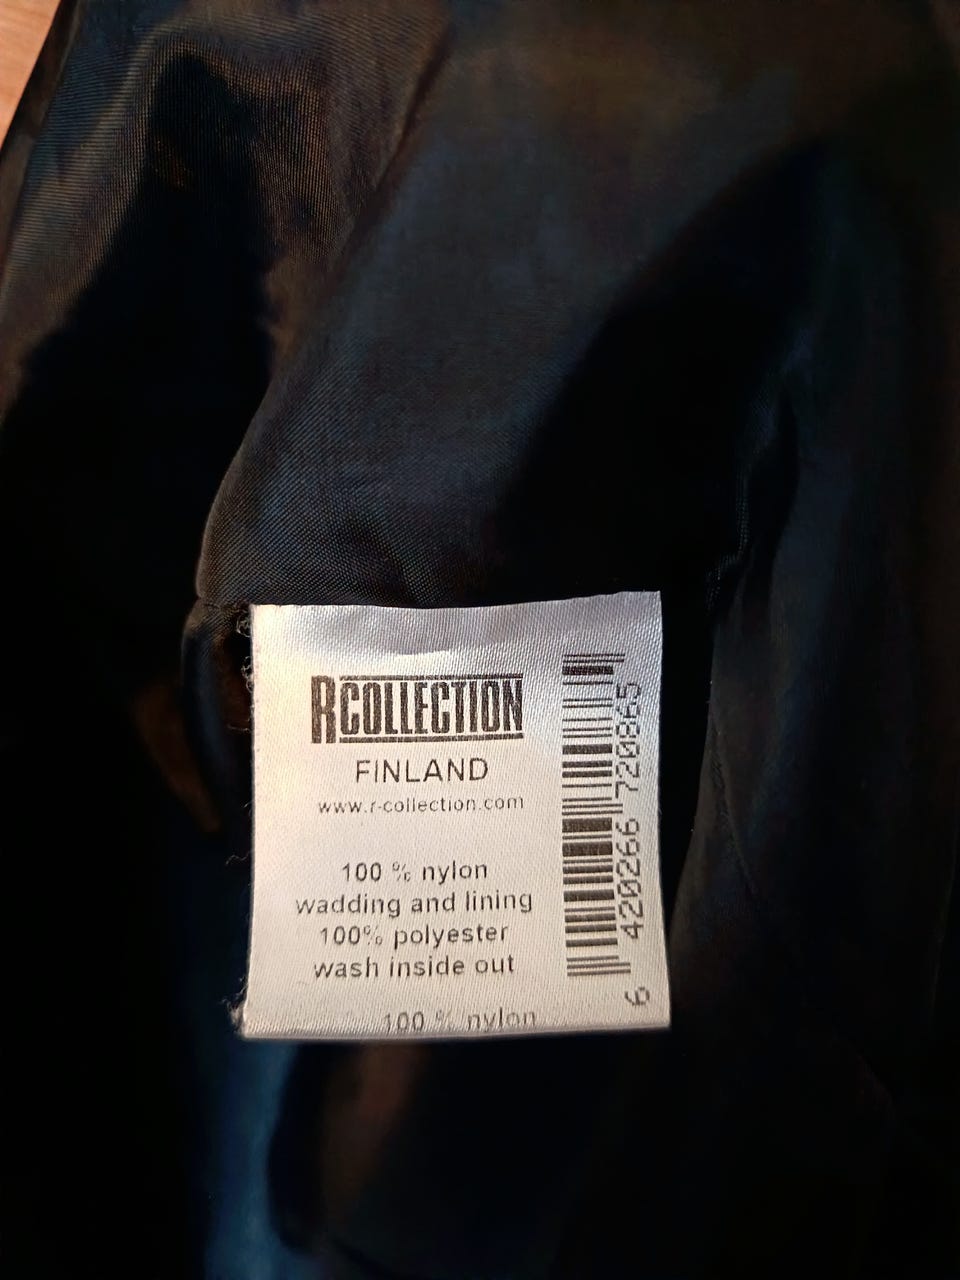 RCOLLECTION
FINLAND
www.r-collection.com
100 % nylon
wadding and lining
100% polyester
wash inside out
100 % nylon
6 420266 720865